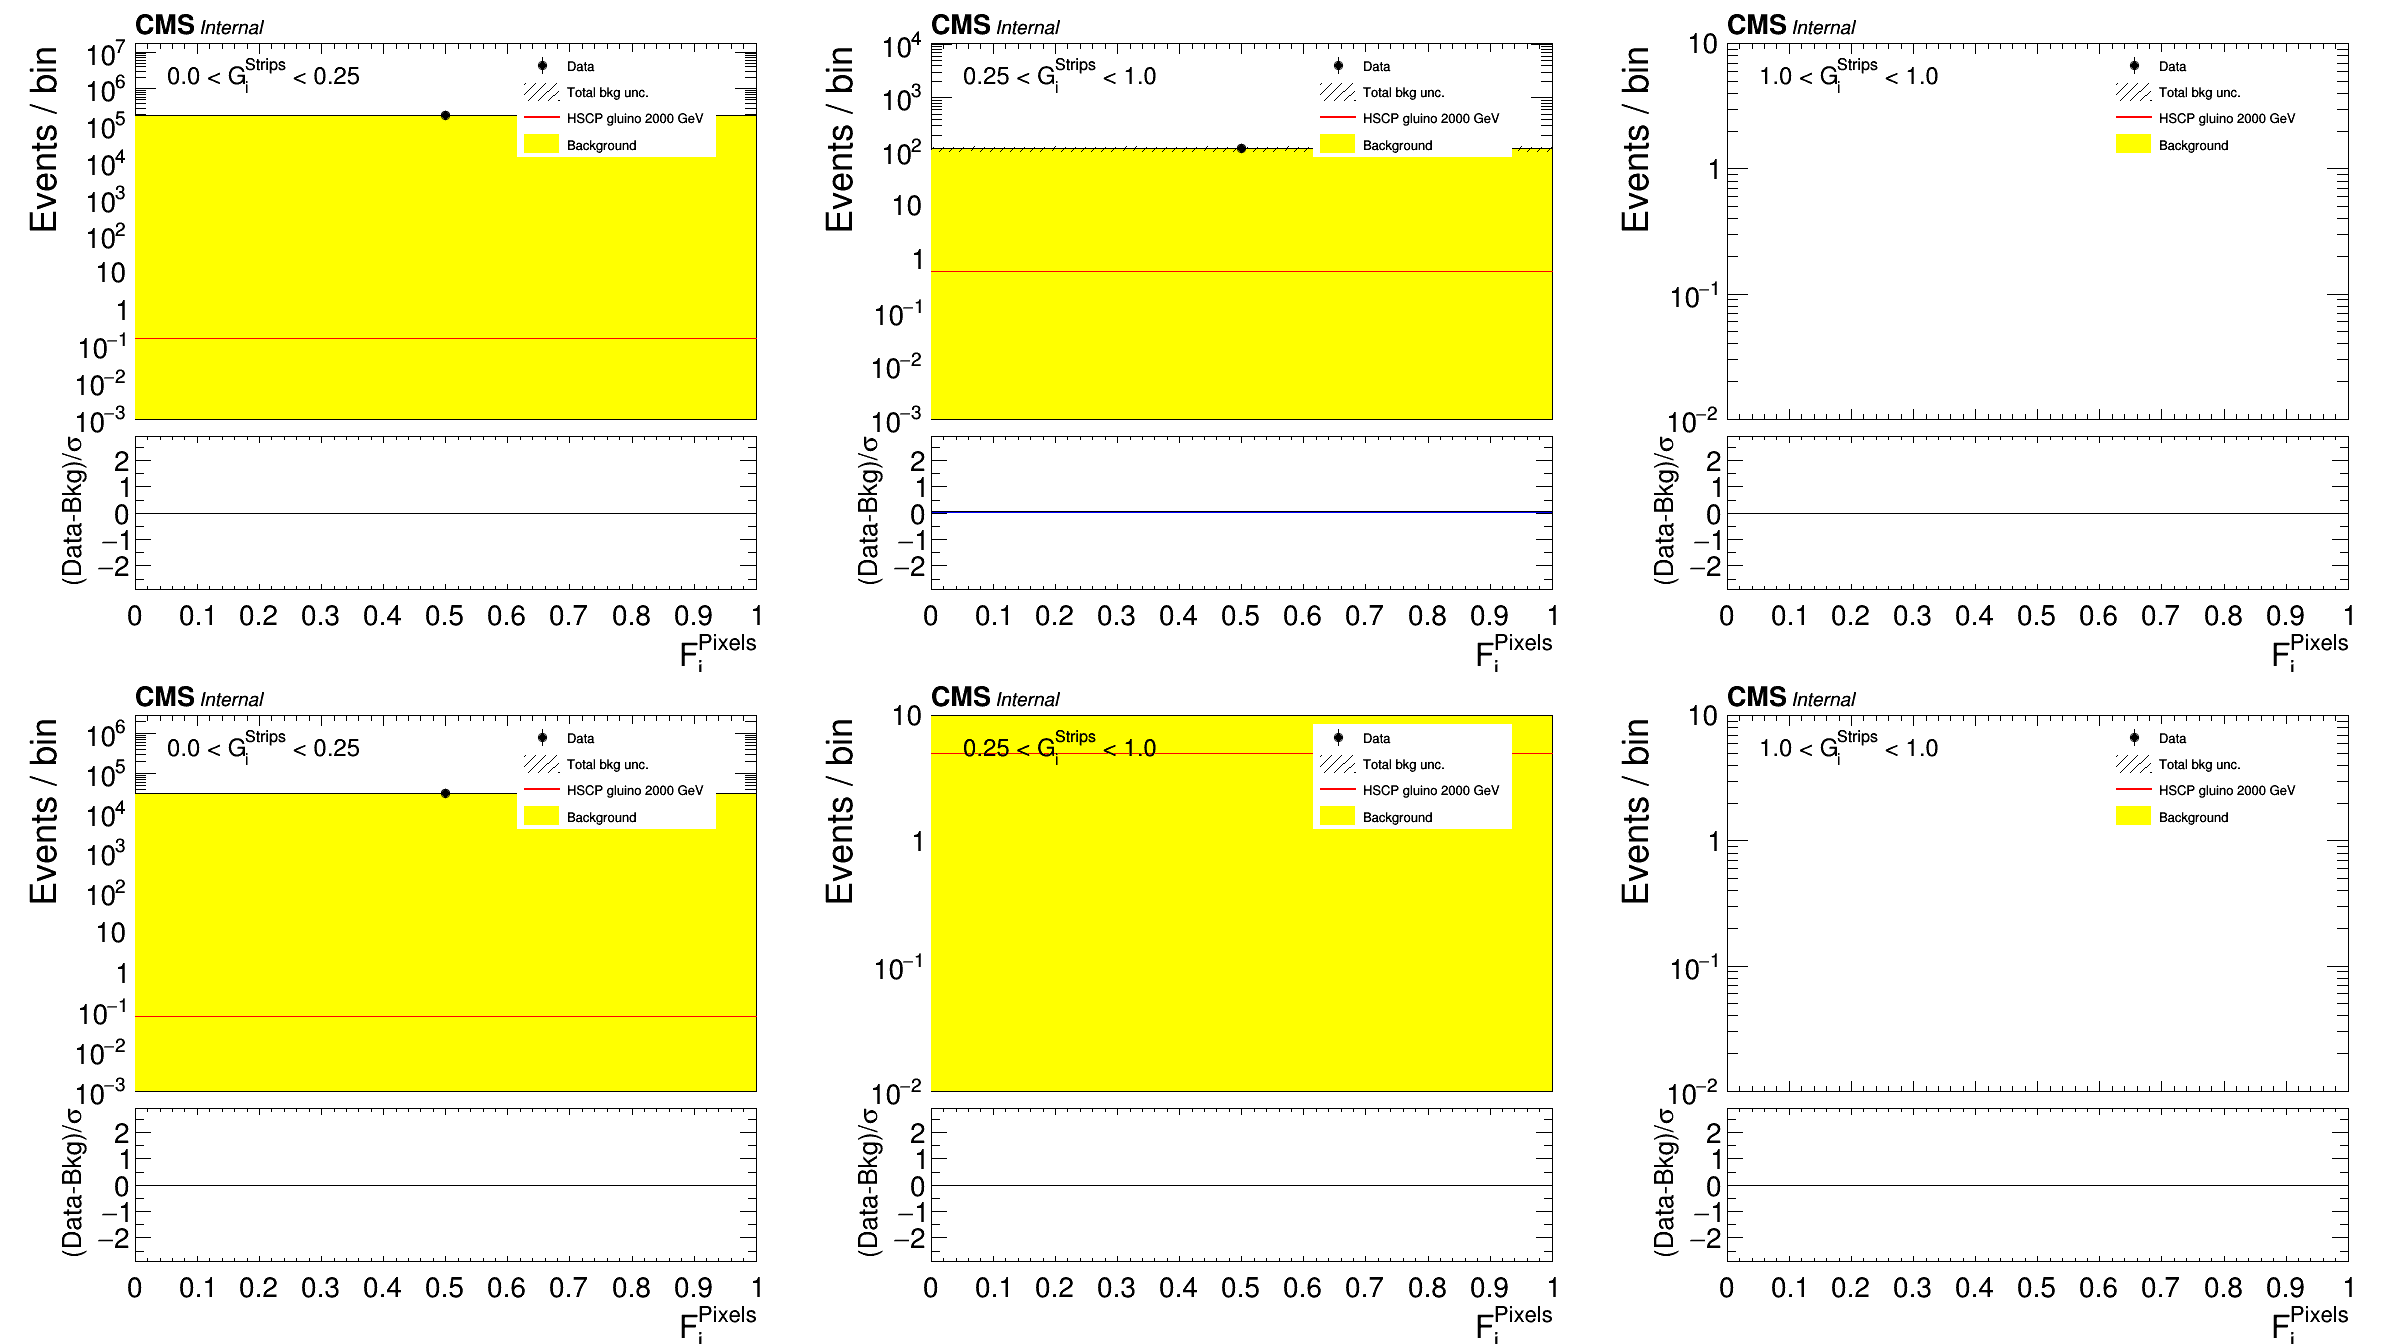 CMS Internal
Events / bin
10^7
10^6
10^5
10^4
10^3
10^2
10
1
10^−1
10^−2
10^−3
0.0 < G_i^Strips < 0.25
Data
Total bkg unc.
HSCP gluino 2000 GeV
Background
(Data-Bkg)/σ
2
1
0
−1
−2
0 0.1 0.2 0.3 0.4 0.5 0.6 0.7 0.8 0.9 1
F_i^Pixels
CMS Internal
Events / bin
10^4
10^3
10^2
10
1
10^−1
10^−2
10^−3
0.25 < G_i^Strips < 1.0
Data
Total bkg unc.
HSCP gluino 2000 GeV
Background
(Data-Bkg)/σ
2
1
0
−1
−2
0 0.1 0.2 0.3 0.4 0.5 0.6 0.7 0.8 0.9 1
F_i^Pixels
CMS Internal
Events / bin
10
1
10^−1
10^−2
1.0 < G_i^Strips < 1.0
Data
Total bkg unc.
HSCP gluino 2000 GeV
Background
(Data-Bkg)/σ
2
1
0
−1
−2
0 0.1 0.2 0.3 0.4 0.5 0.6 0.7 0.8 0.9 1
F_i^Pixels
CMS Internal
Events / bin
10^6
10^5
10^4
10^3
10^2
10
1
10^−1
10^−2
10^−3
0.0 < G_i^Strips < 0.25
Data
Total bkg unc.
HSCP gluino 2000 GeV
Background
(Data-Bkg)/σ
2
1
0
−1
−2
0 0.1 0.2 0.3 0.4 0.5 0.6 0.7 0.8 0.9 1
F_i^Pixels
CMS Internal
Events / bin
10
1
10^−1
10^−2
0.25 < G_i^Strips < 1.0
Data
Total bkg unc.
HSCP gluino 2000 GeV
Background
(Data-Bkg)/σ
2
1
0
−1
−2
0 0.1 0.2 0.3 0.4 0.5 0.6 0.7 0.8 0.9 1
F_i^Pixels
CMS Internal
Events / bin
10
1
10^−1
10^−2
1.0 < G_i^Strips < 1.0
Data
Total bkg unc.
HSCP gluino 2000 GeV
Background
(Data-Bkg)/σ
2
1
0
−1
−2
0 0.1 0.2 0.3 0.4 0.5 0.6 0.7 0.8 0.9 1
F_i^Pixels